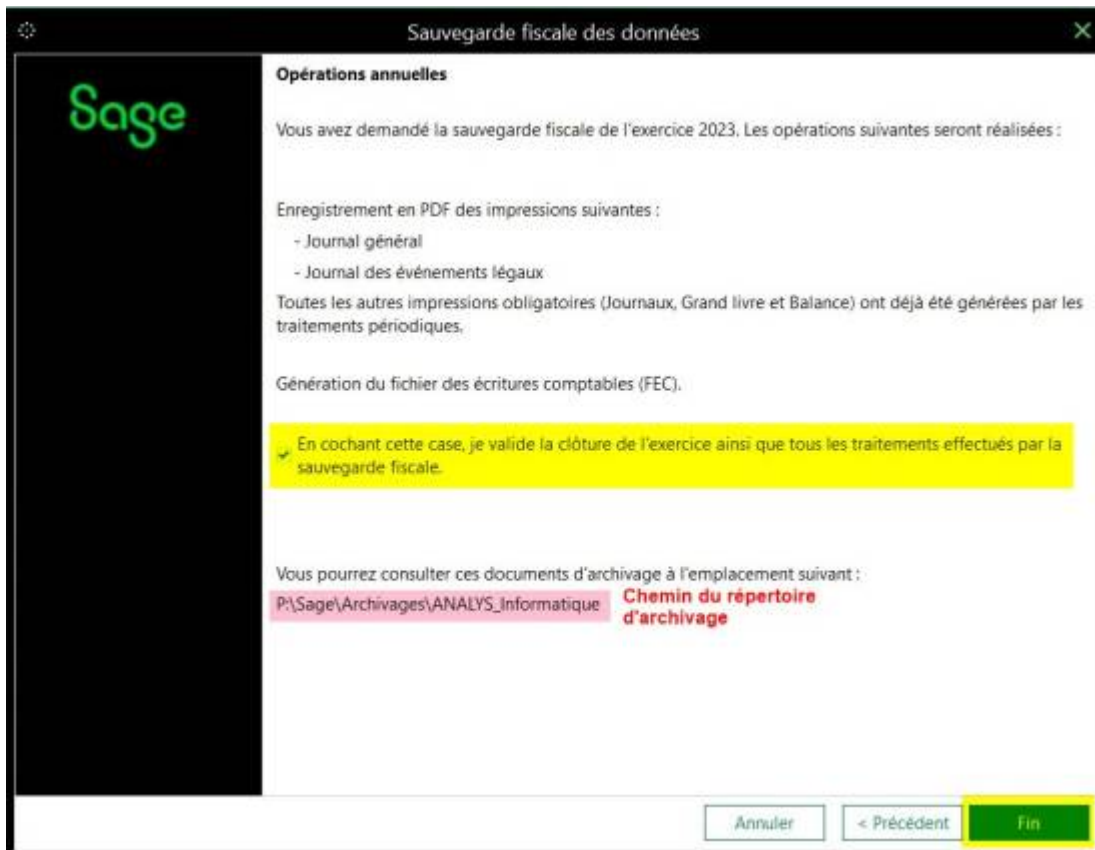 Sauvegarde fiscale des données
Sage
Opérations annuelles
Vous avez demandé la sauvegarde fiscale de l'exercice 2023. Les opérations suivantes seront réalisées :
Enregistrement en PDF des impressions suivantes :
- Journal général
- Journal des événements légaux
Toutes les autres impressions obligatoires (Journaux, Grand livre et Balance) ont déjà été générées par les
traitements périodiques.
Génération du fichier des écritures comptables (FEC).
En cochant cette case, je valide la clôture de l'exercice ainsi que tous les traitements effectués par la
sauvegarde fiscale.
Vous pourrez consulter ces documents d'archivage à l'emplacement suivant :
P:\Sage\Archivages\ANALYS_Informatique
Chemin du répertoire
d'archivage
Annuler
< Précédent
Fin